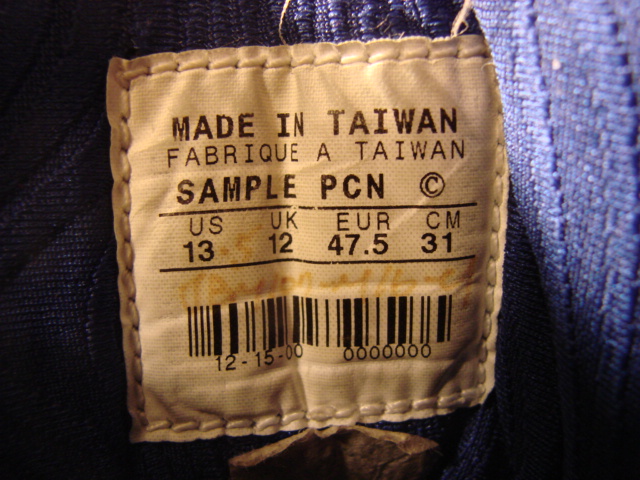 MADE IN TAIWAN
FABRIQUE A TAIWAN
SAMPLE PCN ©
US UK EUR CM
13 12 47.5 31
12-15-00 0000000